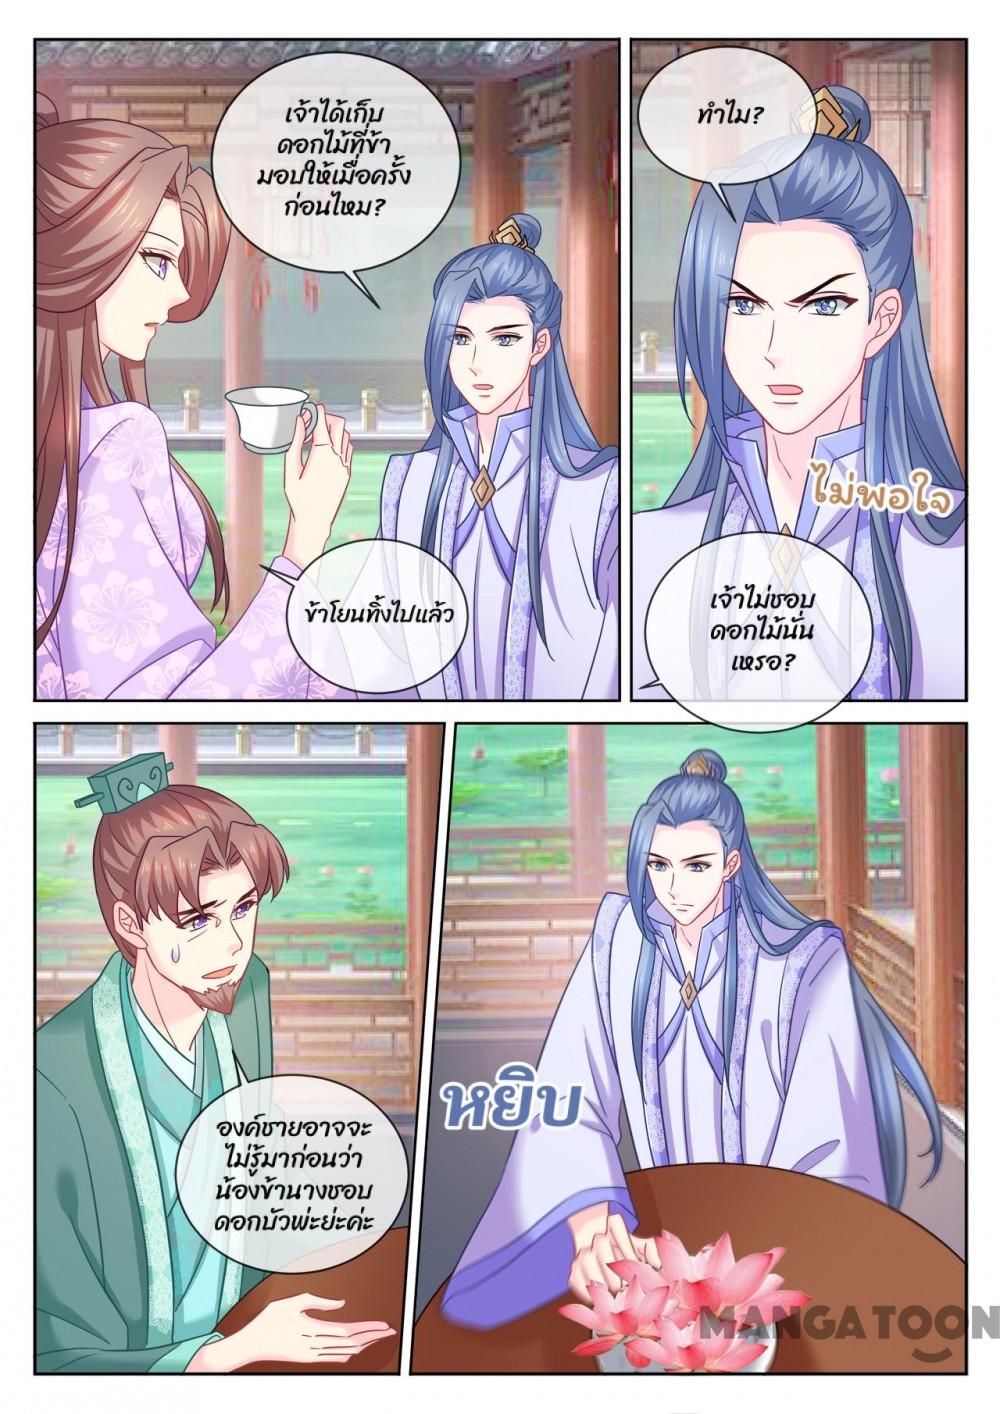 เจ้าได้เก็บ
ดอกไม้ที่ข้า
มอบให้เมื่อครั้ง
ก่อนไหม?
ข้าโยนทิ้งไปแล้ว
ทำไม?
ไม่พอใจ
เจ้าไม่ชอบ
ดอกไม้นั่น
เหรอ?
องค์ชายอาจจะ
ไม่รู้มาก่อนว่า
น้องข้านางชอบ
ดอกบัวพ่ะย่ะค่ะ
หยิบ
MANGATOON